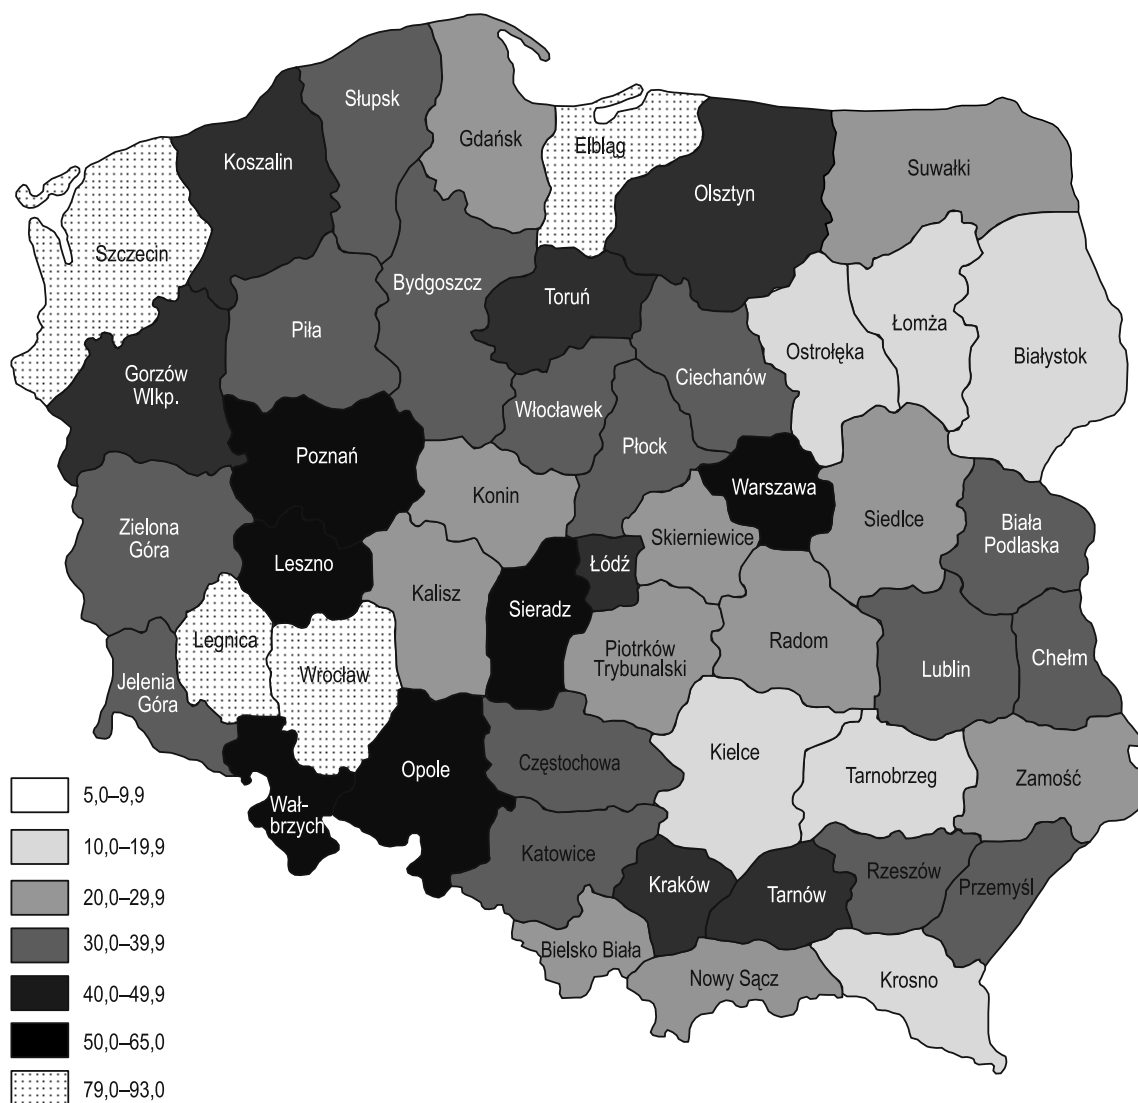 Słupsk
Gdańsk
Elbląg
Koszalin
Olsztyn
Suwałki
Szczecin
Bydgoszcz
Toruń
Piła
Łomża
Ostrołęka
Białystok
Gorzów
Wlkp.
Ciechanów
Włocławek
Płock
Poznań
Konin
Warszawa
Siedlce
Biała
Podlaska
Zielona
Góra
Skierniewice
Leszno
Łódź
Kalisz
Sieradz
Legnica
Piotrków
Trybunalski
Radom
Lublin
Chełm
Wrocław
Jelenia
Góra
Kielce
Częstochowa
Opole
Tarnobrzeg
Zamość
Wał-
brzych
Katowice
Kraków
Tarnów
Rzeszów
Przemyśl
Bielsko Biała
Nowy Sącz
Krosno
5,0–9,9
10,0–19,9
20,0–29,9
30,0–39,9
40,0–49,9
50,0–65,0
79,0–93,0